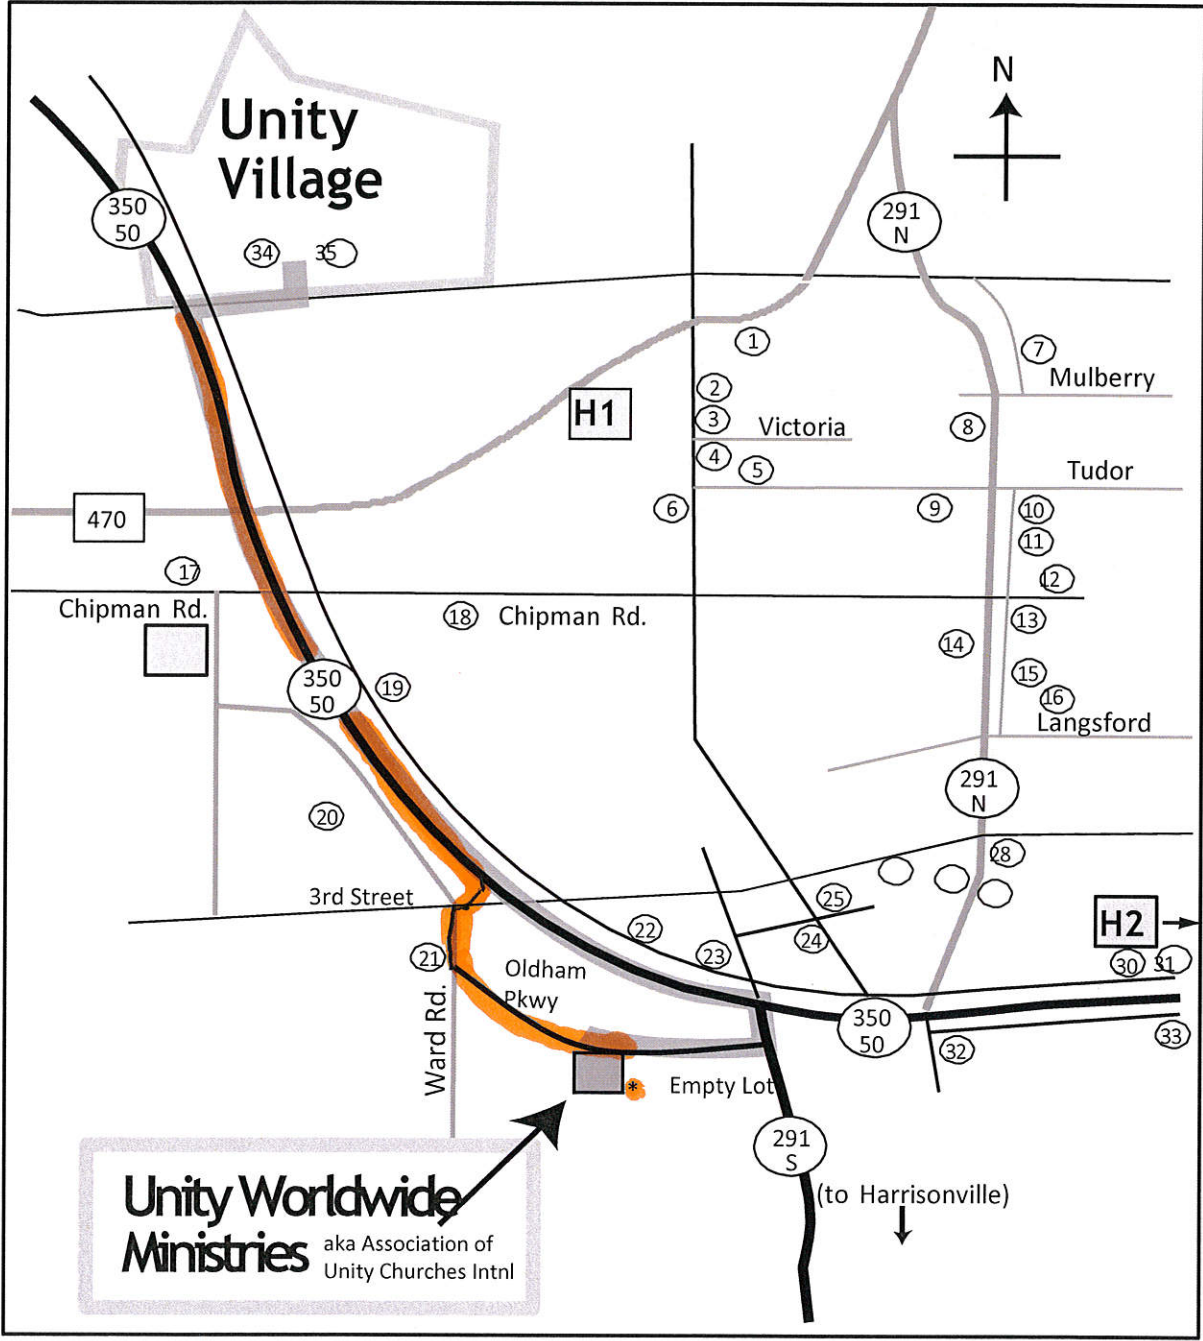 Unity
Village
N
350
50
291
N
34
35
1
7
Mulberry
2
H1
3
Victoria
8
4
5
Tudor
470
6
9
10
11
17
12
Chipman Rd.
18
Chipman Rd.
13
14
350
50
19
15
16
Langsford
291
N
20
28
3rd Street
25
22
24
H2
21
23
Oldham
Pkwy
30
31
350
50
32
33
Ward Rd.
*
Empty Lot
291
S
Unity Worldwide
Ministries
aka Association of
Unity Churches Intnl
(to Harrisonville)